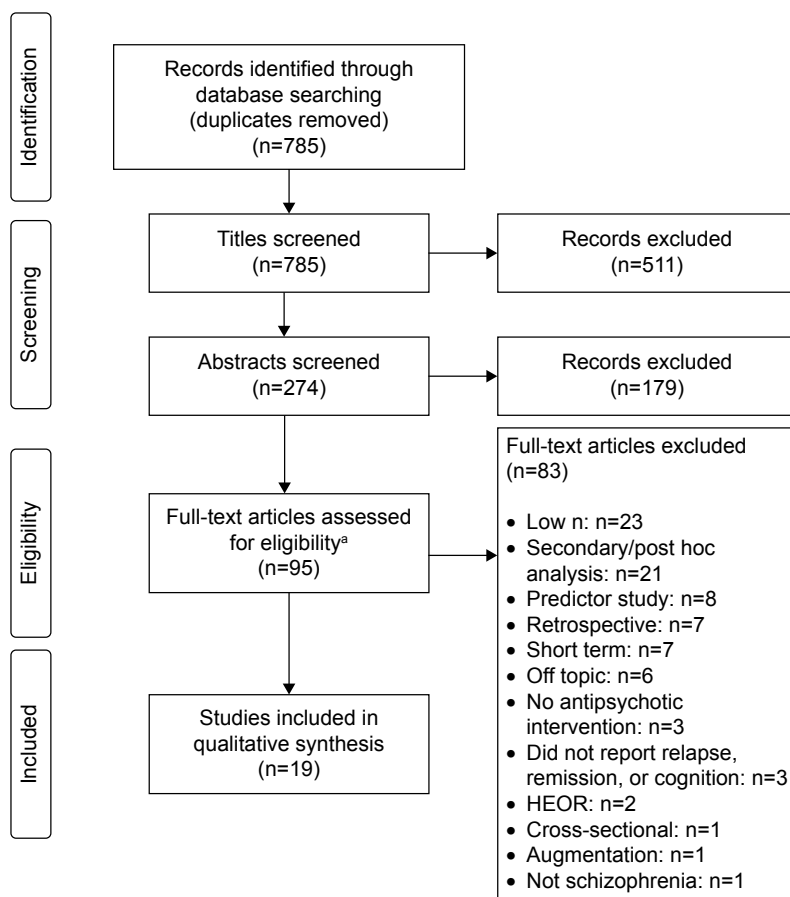 Identification
Records identified through
database searching
(duplicates removed)
(n=785)
Screening
Titles screened
(n=785)
Records excluded
(n=511)
Abstracts screened
(n=274)
Records excluded
(n=179)
Eligibility
Full-text articles assessed
for eligibilityᵃ
(n=95)
Full-text articles excluded
(n=83)
• Low n: n=23
• Secondary/post hoc
analysis: n=21
• Predictor study: n=8
• Retrospective: n=7
• Short term: n=7
• Off topic: n=6
• No antipsychotic
intervention: n=3
• Did not report relapse,
remission, or cognition: n=3
• HEOR: n=2
• Cross-sectional: n=1
• Augmentation: n=1
• Not schizophrenia: n=1
Included
Studies included in
qualitative synthesis
(n=19)